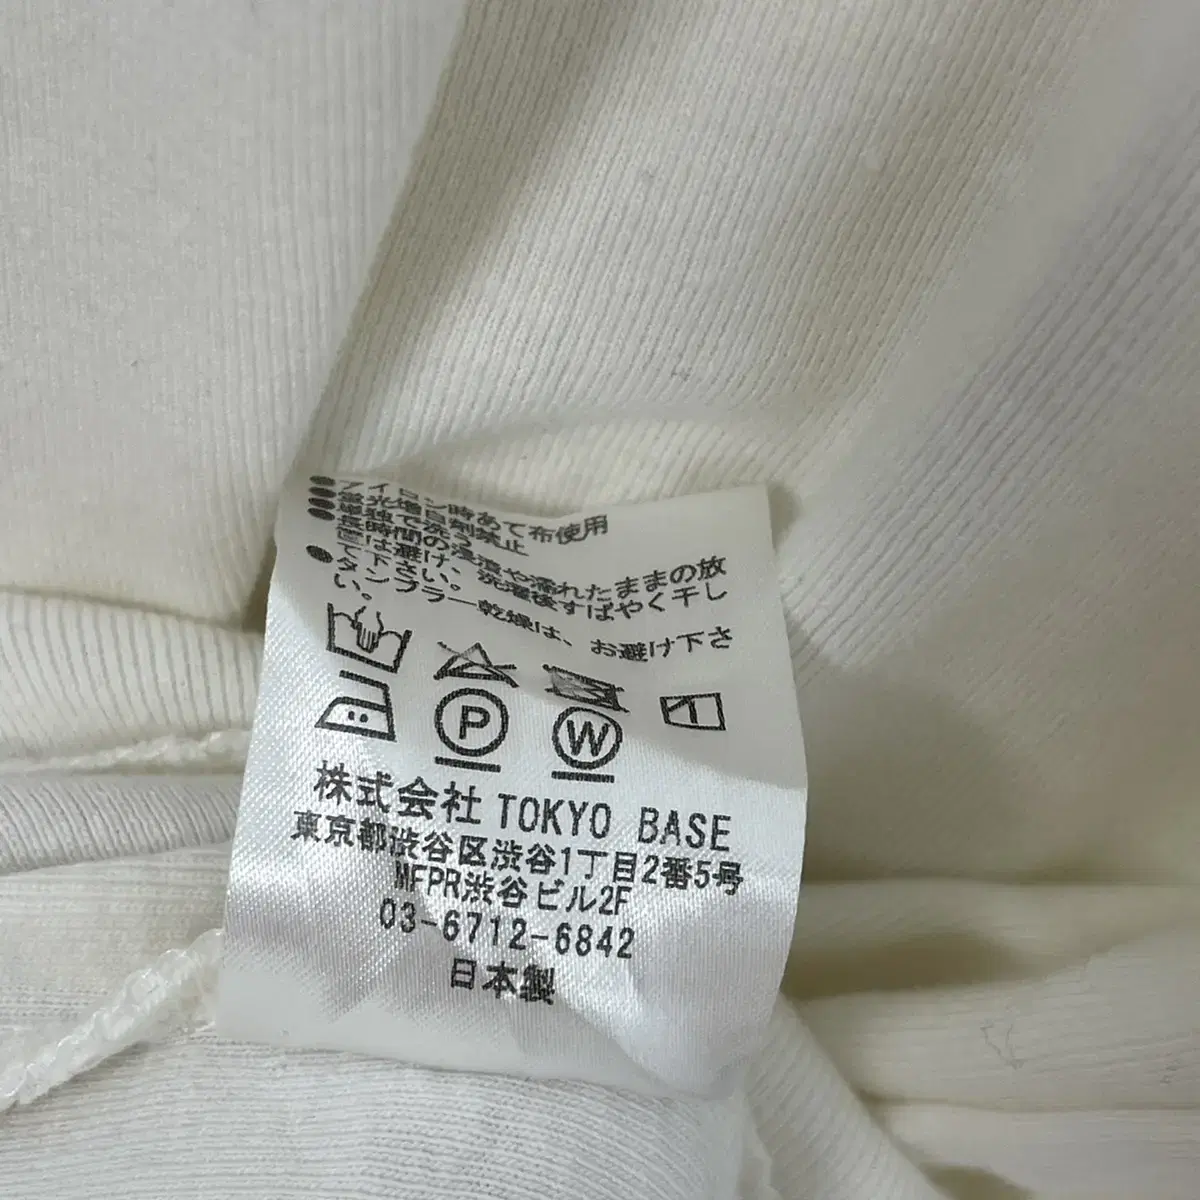 ●アイロン時あて布使用
●蛍光増白剤禁止
●単独で洗う
長時間の浸漬や濡れたままの放
置は避け、洗濯後すばやく干し
て下さい。
●タンブラー乾燥は、お避け下さ
い。
P W
株式会社 TOKYO BASE
東京都渋谷区渋谷1丁目2番5号
MFPR渋谷ビル2F
03-6712-6842
日本製